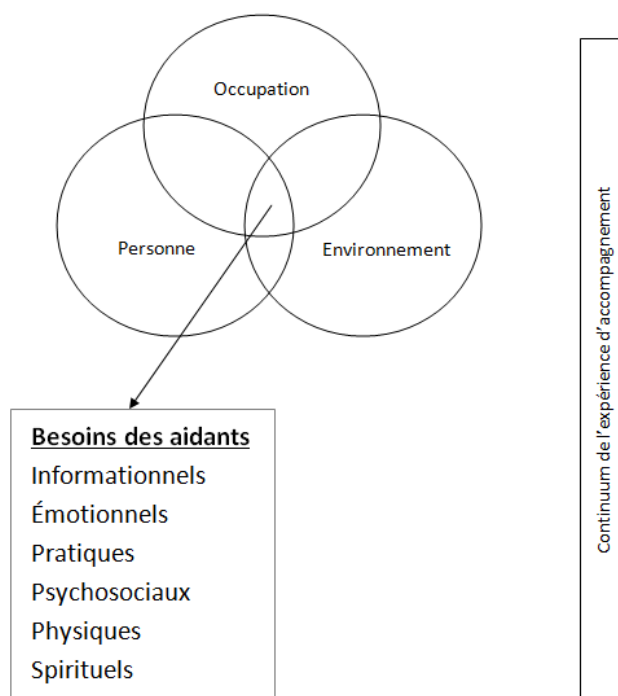 Occupation
Personne
Environnement
Besoins des aidants
Informationnels
Émotionnels
Pratiques
Psychosociaux
Physiques
Spirituels
Continuum de l'expérience d'accompagnement